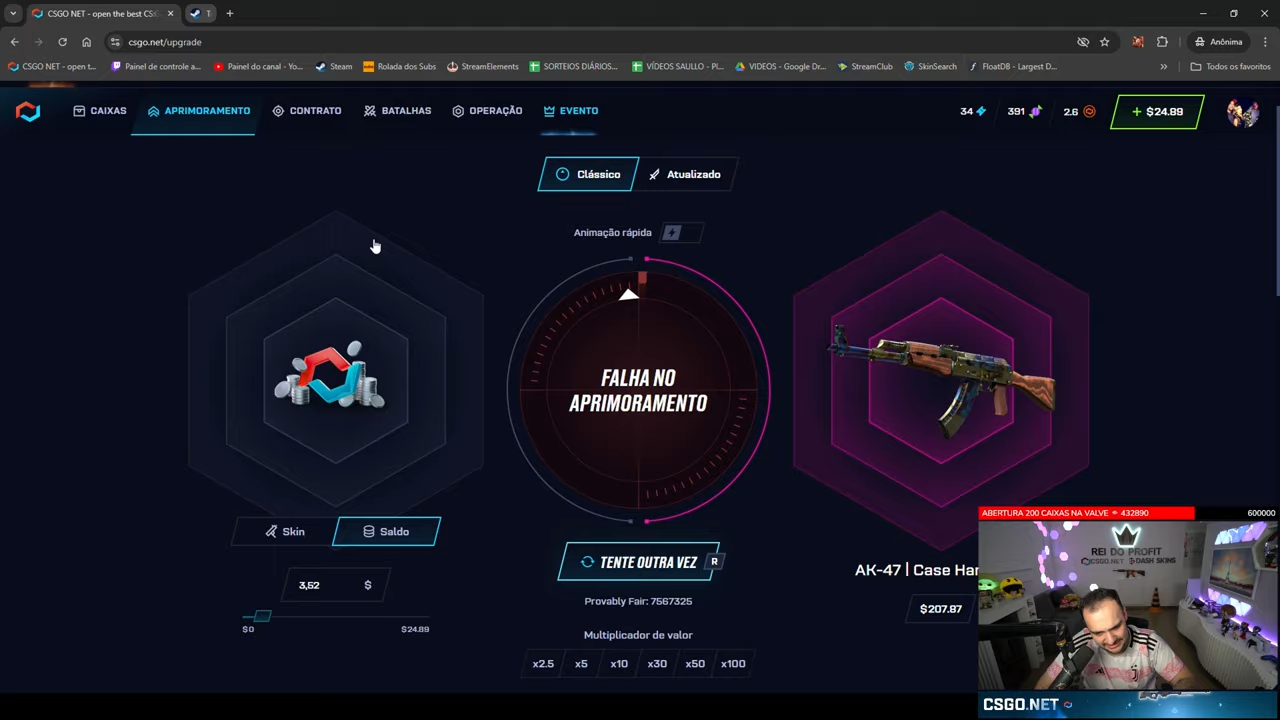 CSGO NET - open the best CS
T
csgo.net/upgrade
Anônima
CSGO NET - open t...
Painel de controle a...
Painel do canal - Yo...
Steam
Rolada dos Subs
StreamElements
SORTEIOS DIÁRIOS...
VÍDEOS SAULLO - Pl...
VIDEOS - Google Dr...
StreamClub
SkinSearch
FloatDB - Largest D...
Todos os favoritos
CAIXAS
APRIMORAMENTO
CONTRATO
BATALHAS
OPERAÇÃO
EVENTO
34
391
2.6
+ $24.89
Clássico
Atualizado
Animação rápida
FALHA NO
APRIMORAMENTO
Skin
Saldo
3,52 $
$0
$24.89
TENTE OUTRA VEZ
R
Provably Fair: 7567325
Multiplicador de valor
x2.5
x5
x10
x30
x50
x100
AK-47 | Case Har
$207.87
ABERTURA 200 CAIXAS NA VALVE
432890
600000
REI DO PROFIT
CSGO.NET
DASH SKINS
CSGO.NET